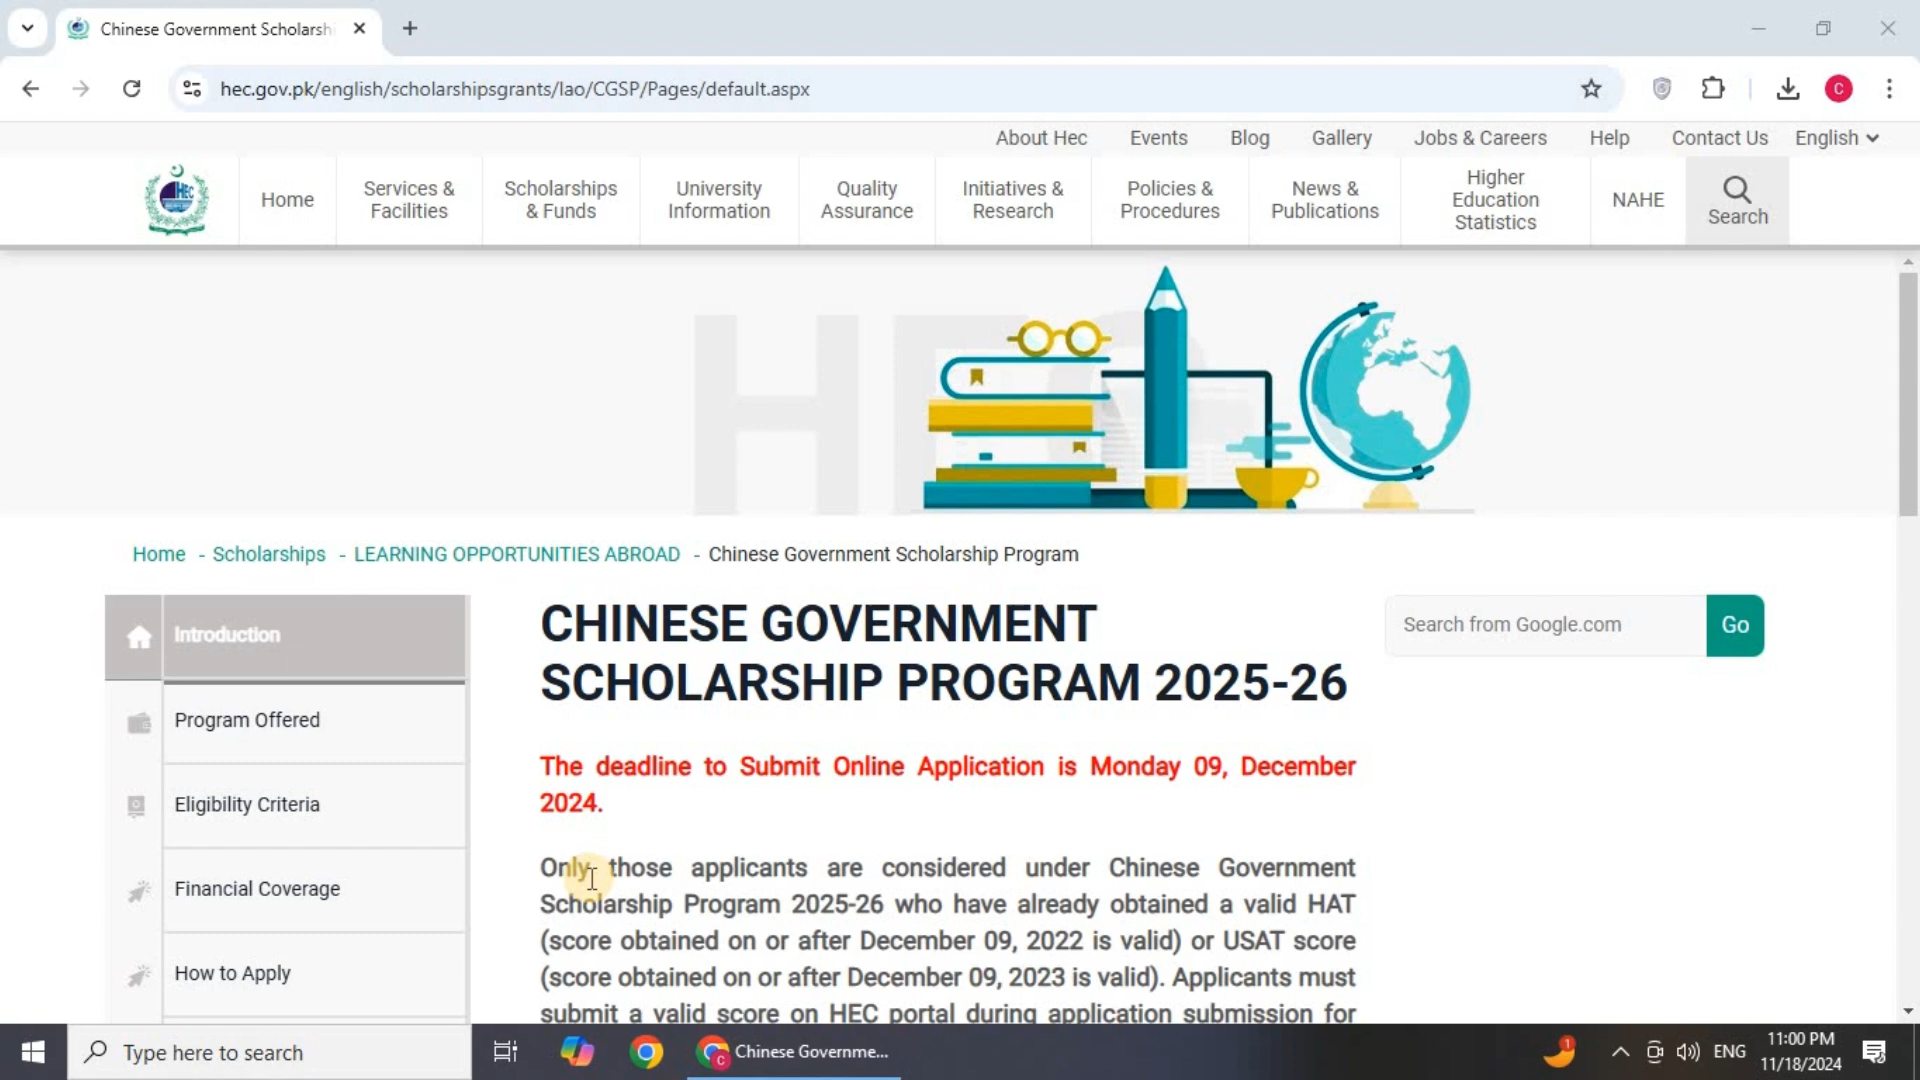 Chinese Government Scholarsh
hec.gov.pk/english/scholarshipsgrants/lao/CGSP/Pages/default.aspx
C
About Hec Events Blog Gallery Jobs & Careers Help Contact Us English
HEC
Home
Services &
Facilities
Scholarships
& Funds
University
Information
Quality
Assurance
Initiatives &
Research
Policies &
Procedures
News &
Publications
Higher
Education
Statistics
NAHE
Search
HEC
Home - Scholarships - LEARNING OPPORTUNITIES ABROAD - Chinese Government Scholarship Program
Introduction
Program Offered
Eligibility Criteria
Financial Coverage
How to Apply
CHINESE GOVERNMENT
SCHOLARSHIP PROGRAM 2025-26
The deadline to Submit Online Application is Monday 09, December
2024.
Only those applicants are considered under Chinese Government
Scholarship Program 2025-26 who have already obtained a valid HAT
(score obtained on or after December 09, 2022 is valid) or USAT score
(score obtained on or after December 09, 2023 is valid). Applicants must
submit a valid score on HEC portal during application submission for
Search from Google.com
Go
Type here to search
C
Chinese Governme...
1
ENG
11:00 PM
11/18/2024